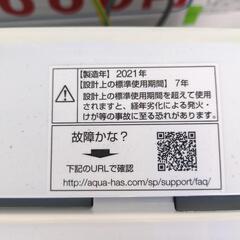 【製造年】2021年
【設計上の標準使用期間】7年
設計上の標準使用期間を超えて使用
されますと、経年劣化による発火・
けが等の事故に至る恐れがあります。
故障かな?
下記のURLで確認
http://aqua-has.com/sp/support/faq/